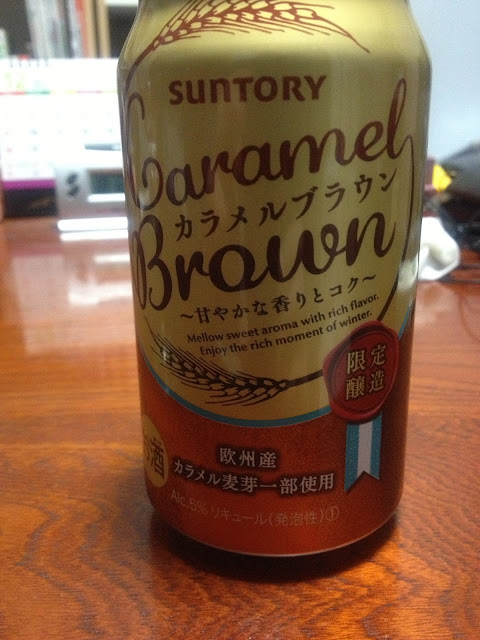 SUNTORY
Caramel
カラメルブラウン
Brown
~甘やかな香りとコク~
Mellow sweet aroma with rich flavor.
Enjoy the rich moment of winter.
限定
醸造
お酒
欧州産
カラメル麦芽一部使用
Alc.5% リキュール(発泡性)①